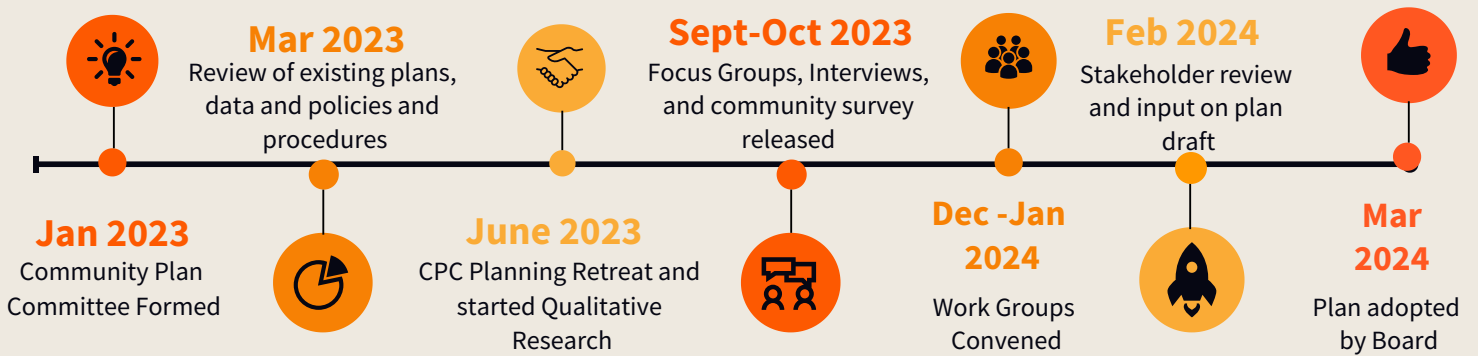 Jan 2023
Community Plan
Committee Formed
Mar 2023
Review of existing plans,
data and policies and
procedures
June 2023
CPC Planning Retreat and
started Qualitative
Research
Sept-Oct 2023
Focus Groups, Interviews,
and community survey
released
Dec -Jan
2024
Work Groups
Convened
Feb 2024
Stakeholder review
and input on plan
draft
Mar
2024
Plan adopted
by Board